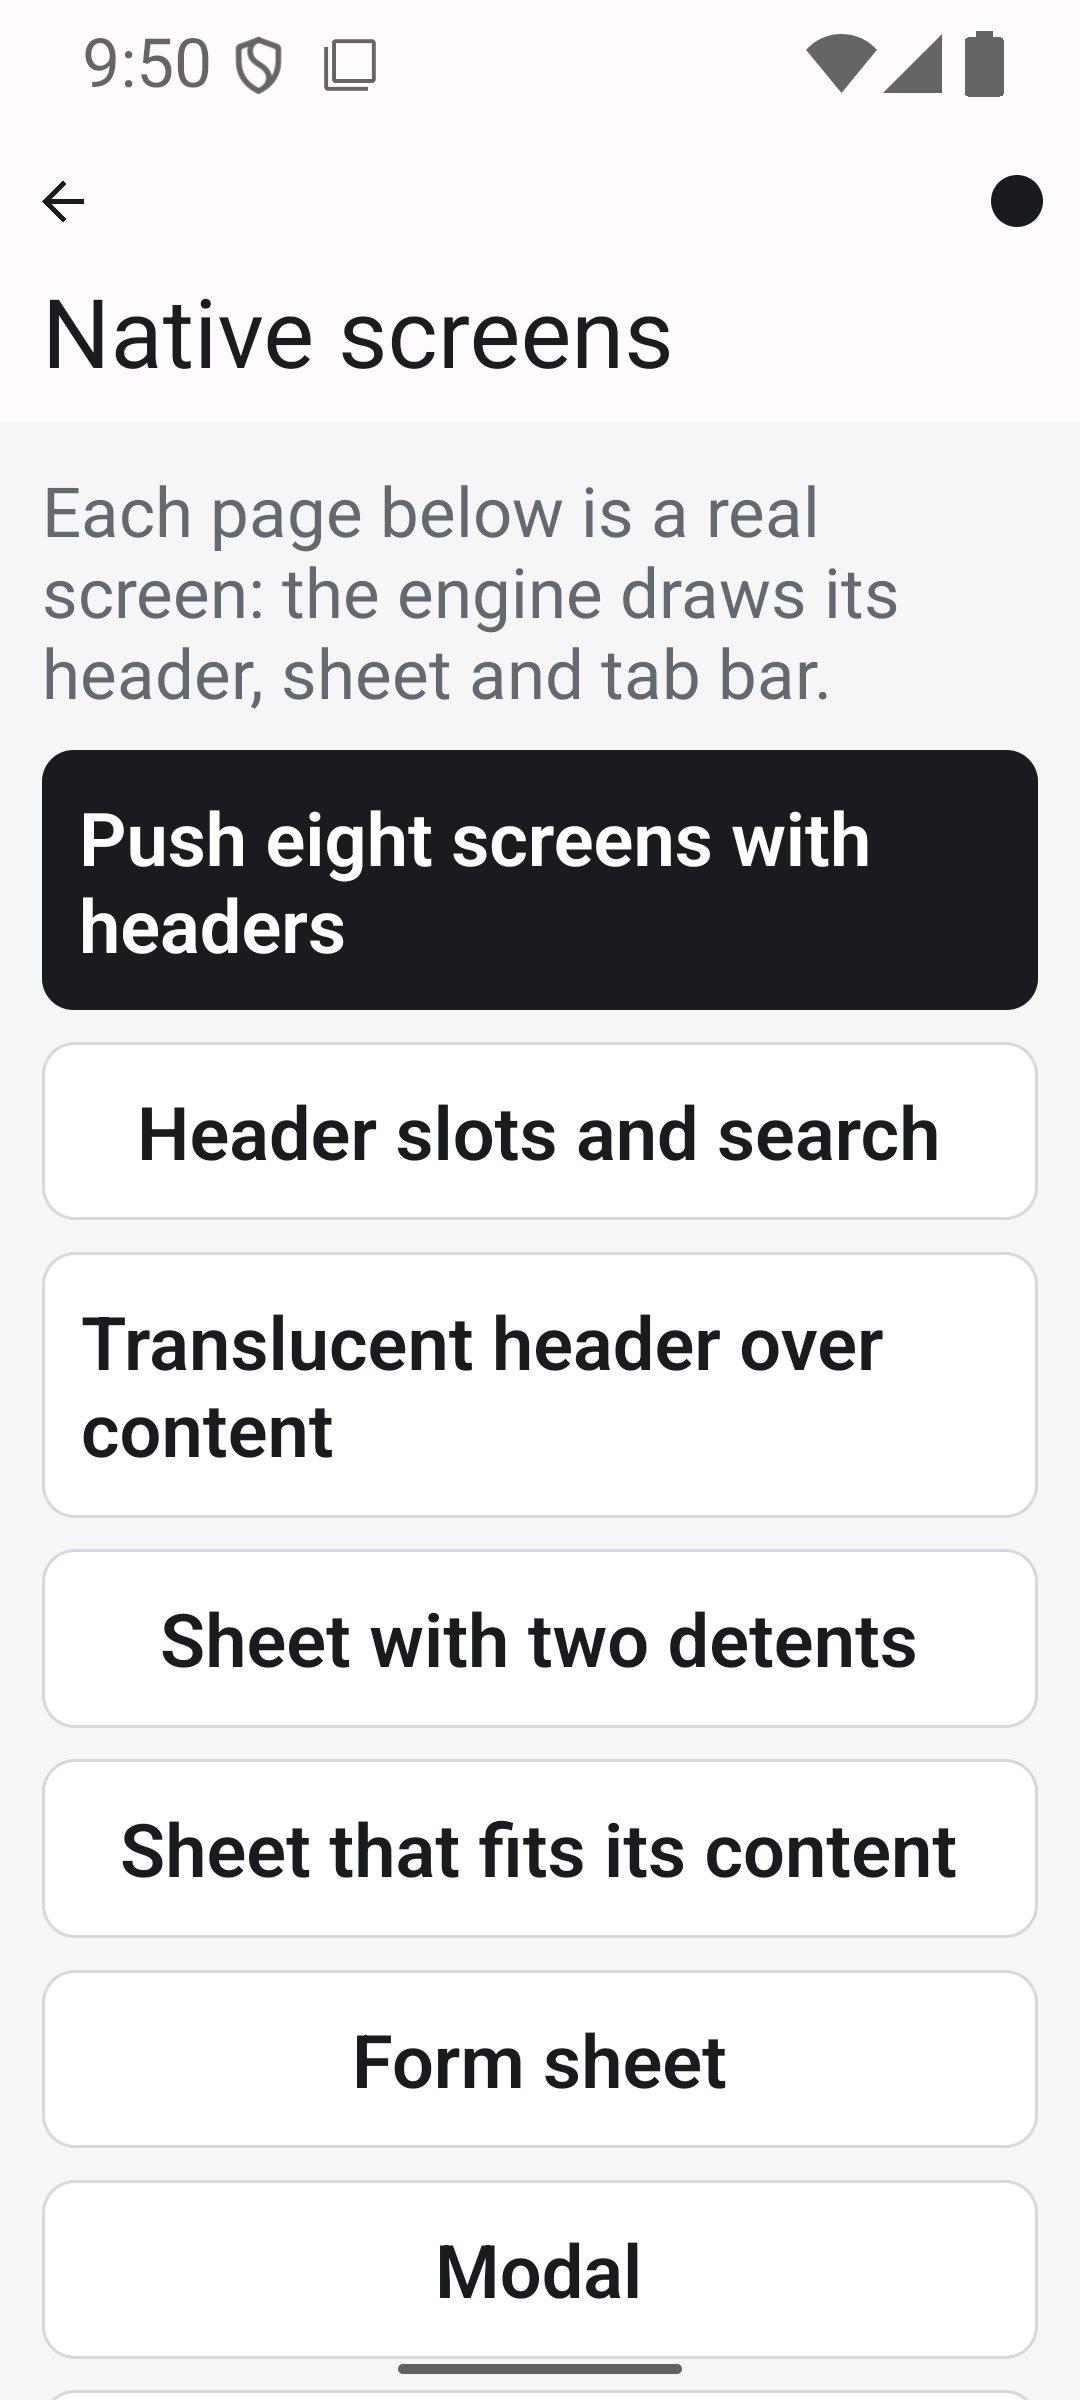 9:50
Native screens
Each page below is a real
screen: the engine draws its
header, sheet and tab bar.
Push eight screens with
headers
Header slots and search
Translucent header over
content
Sheet with two detents
Sheet that fits its content
Form sheet
Modal